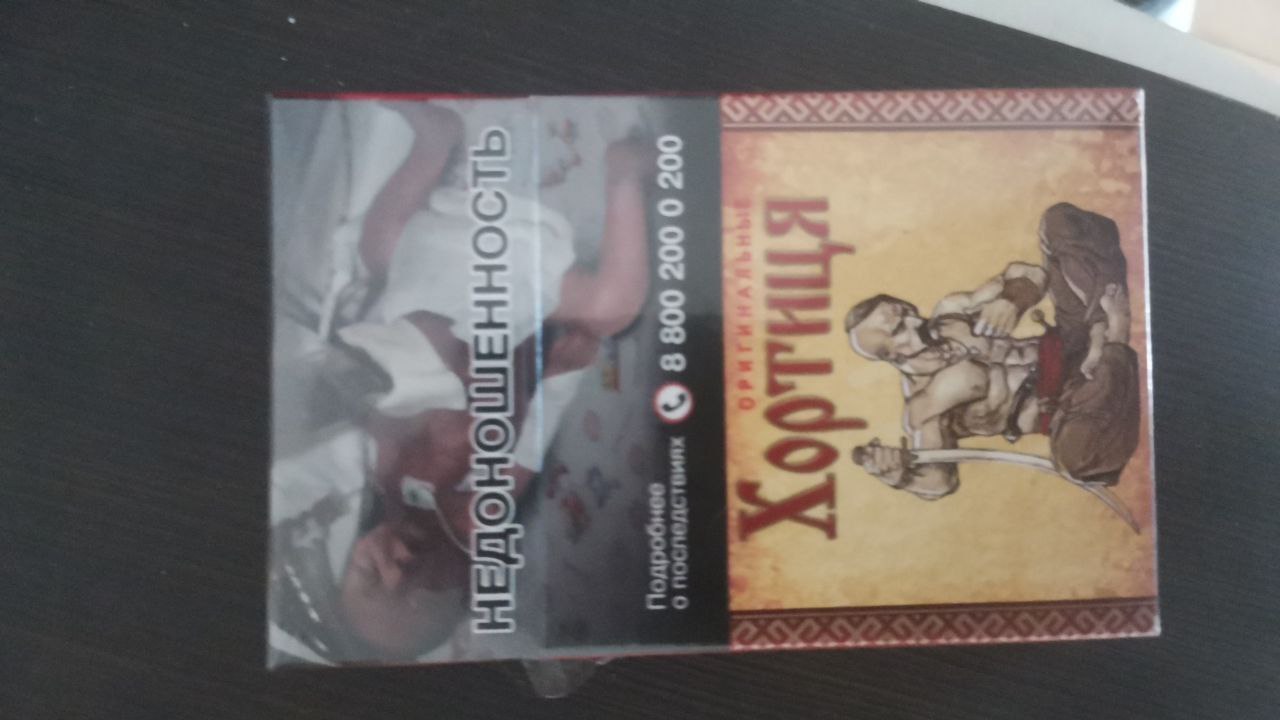 НЕДОНОШЕННОСТЬ
Подробнее
о последствиях 8 800 200 0 200
ОРИГИНАЛЬНЫЕ
Хортиця